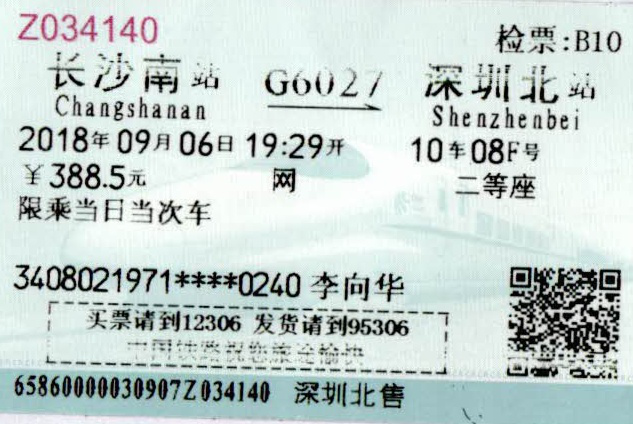 Z034140
检票:B10
长沙南站 G6027 深圳北站
Changshanan Shenzhenbei
2018年09月06日 19:29开 10车08F号
￥388.5元 网 二等座
限乘当日当次车
3408021971****0240 李向华
买票请到12306 发货请到95306
中国铁路祝您旅途愉快
65860000030907Z034140 深圳北售